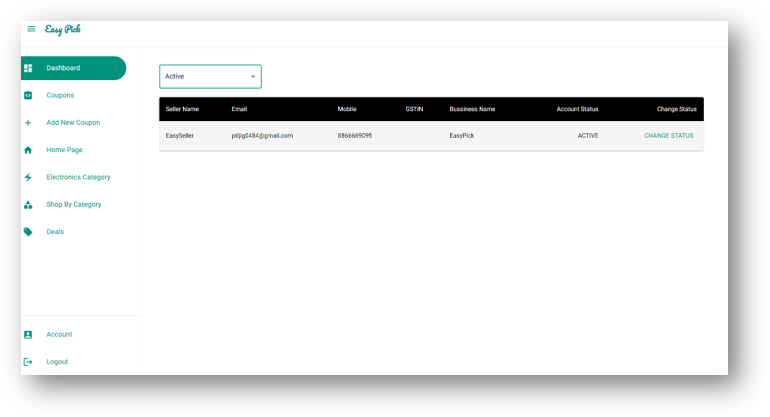 Easy Pick
Dashboard
Coupons
Add New Coupon
Home Page
Electronics Category
Shop By Category
Deals
Account
Logout
Active
Seller Name Email Mobile GSTIN Bussiness Name Account Status Change Status
EasySeller ptljig0484@gmail.com 8866669095 EasyPick ACTIVE CHANGE STATUS